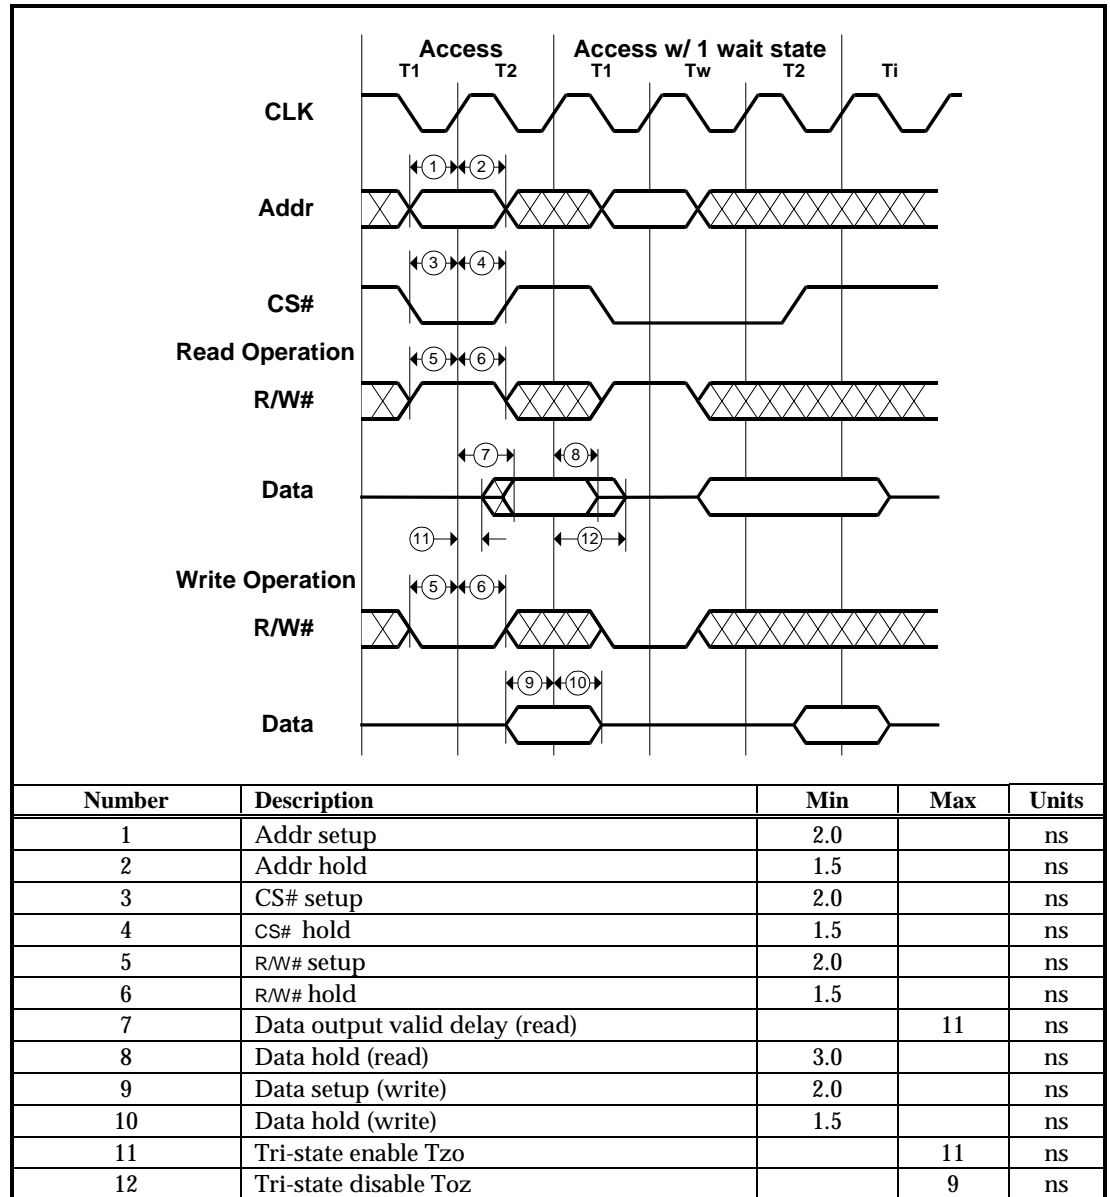 Access Access w/ 1 wait state
T1 T2 T1 Tw T2 Ti
CLK
1 2
Addr
3 4
CS#
Read Operation
5 6
R/W#
7 8
Data
11 12
Write Operation
5 6
R/W#
9 10
Data
Number Description Min Max Units
1 Addr setup 2.0 ns
2 Addr hold 1.5 ns
3 CS# setup 2.0 ns
4 CS# hold 1.5 ns
5 R/W# setup 2.0 ns
6 R/W# hold 1.5 ns
7 Data output valid delay (read) 11 ns
8 Data hold (read) 3.0 ns
9 Data setup (write) 2.0 ns
10 Data hold (write) 1.5 ns
11 Tri-state enable Tzo 11 ns
12 Tri-state disable Toz 9 ns